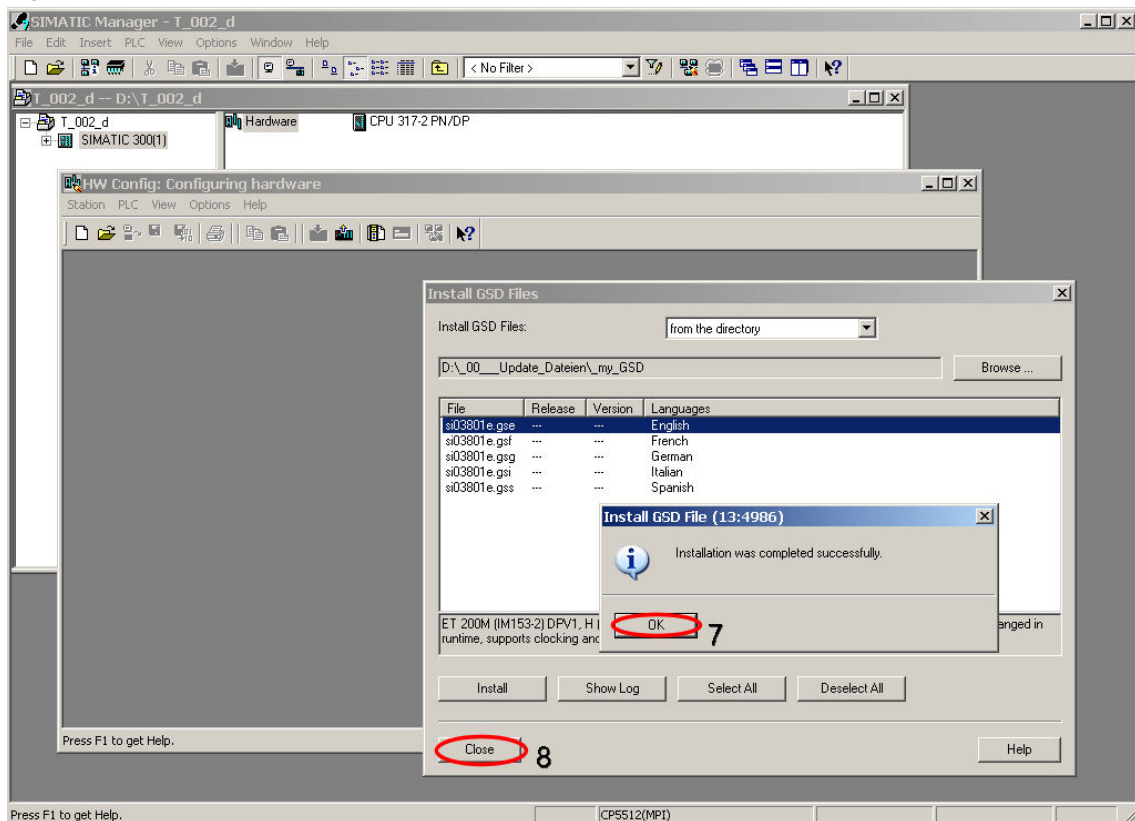 SIMATIC Manager - T_002_d
File Edit Insert PLC View Options Window Help
< No Filter >
T_002_d -- D:\T_002_d
T_002_d
SIMATIC 300(1)
Hardware
CPU 317-2 PN/DP
HW Config: Configuring hardware
Station PLC View Options Help
Install GSD Files
Install GSD Files:
from the directory
D:\_00___Update_Dateien\_my_GSD
Browse ...
File Release Version Languages
si03801e.gse --- --- English
si03801e.gsf --- --- French
si03801e.gsg --- --- German
si03801e.gsi --- --- Italian
si03801e.gss --- --- Spanish
Install GSD File (13:4986)
Installation was completed successfully.
OK
7
ET 200M (IM153-2) DPV1, H
anged in
runtime, supports clocking and
Install
Show Log
Select All
Deselect All
Close
8
Help
Press F1 to get Help.
Press F1 to get Help.
CP5512(MPI)